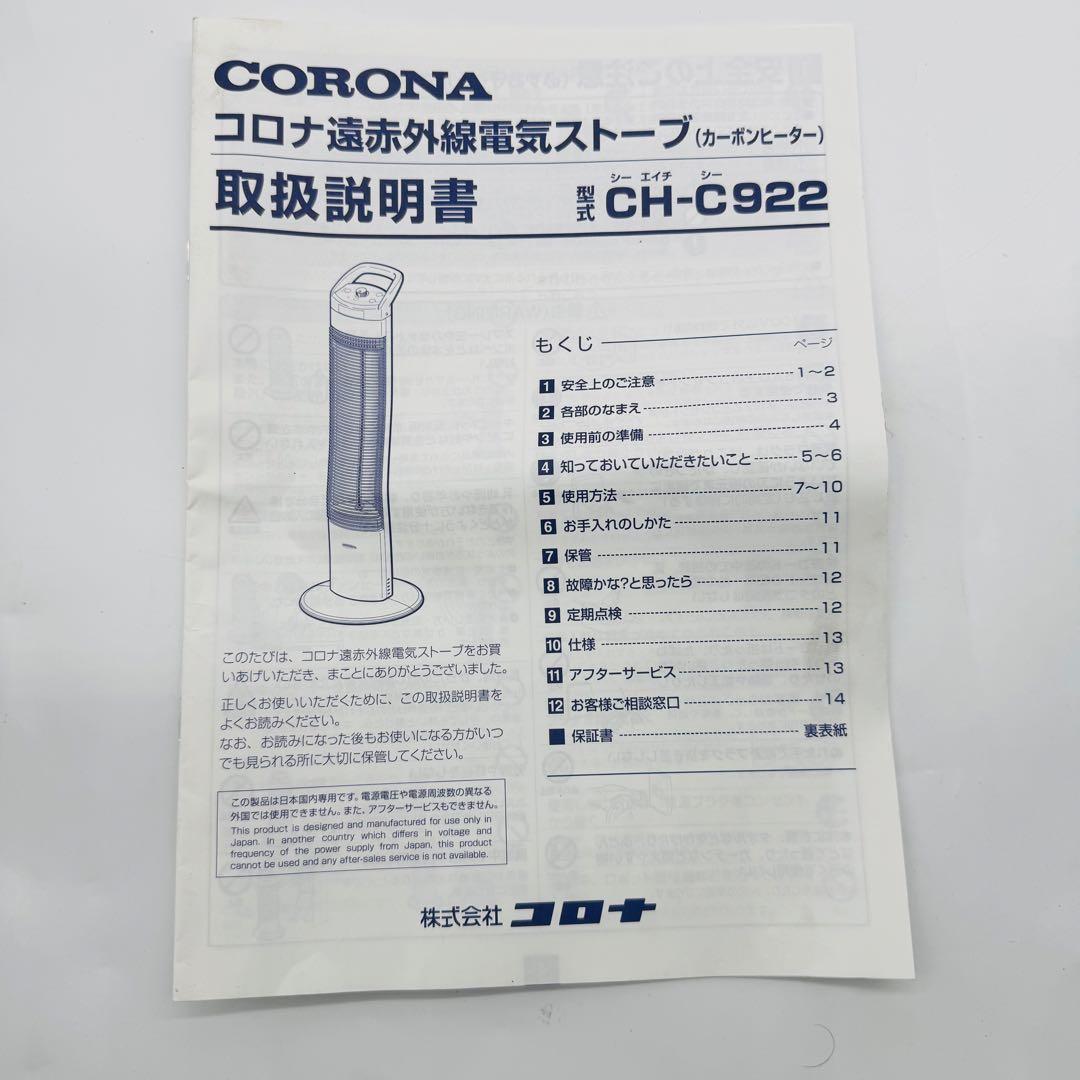 CORONA
コロナ遠赤外線電気ストーブ(カーボンヒーター)
取扱説明書
型式
シー エイチ シー
CH-C922
もくじ ページ
1 安全上のご注意 1~2
2 各部のなまえ 3
3 使用前の準備 4
4 知っておいていただきたいこと 5~6
5 使用方法 7~10
6 お手入れのしかた 11
7 保管 11
8 故障かな?と思ったら 12
9 定期点検 12
10 仕様 13
11 アフターサービス 13
12 お客様ご相談窓口 14
■ 保証書 裏表紙
このたびは、コロナ遠赤外線電気ストーブをお買
いあげいただき、まことにありがとうございました。
正しくお使いいただくために、この取扱説明書を
よくお読みください。
なお、お読みになった後もお使いになる方がいつ
でも見られる所に大切に保管してください。
この製品は日本国内専用です。電源電圧や電源周波数の異なる
外国では使用できません。また、アフターサービスもできません。
This product is designed and manufactured for use only in
Japan. In another country which differs in voltage and
frequency of the power supply from Japan, this product
cannot be used and any after-sales service is not available.
株式会社 コロナ